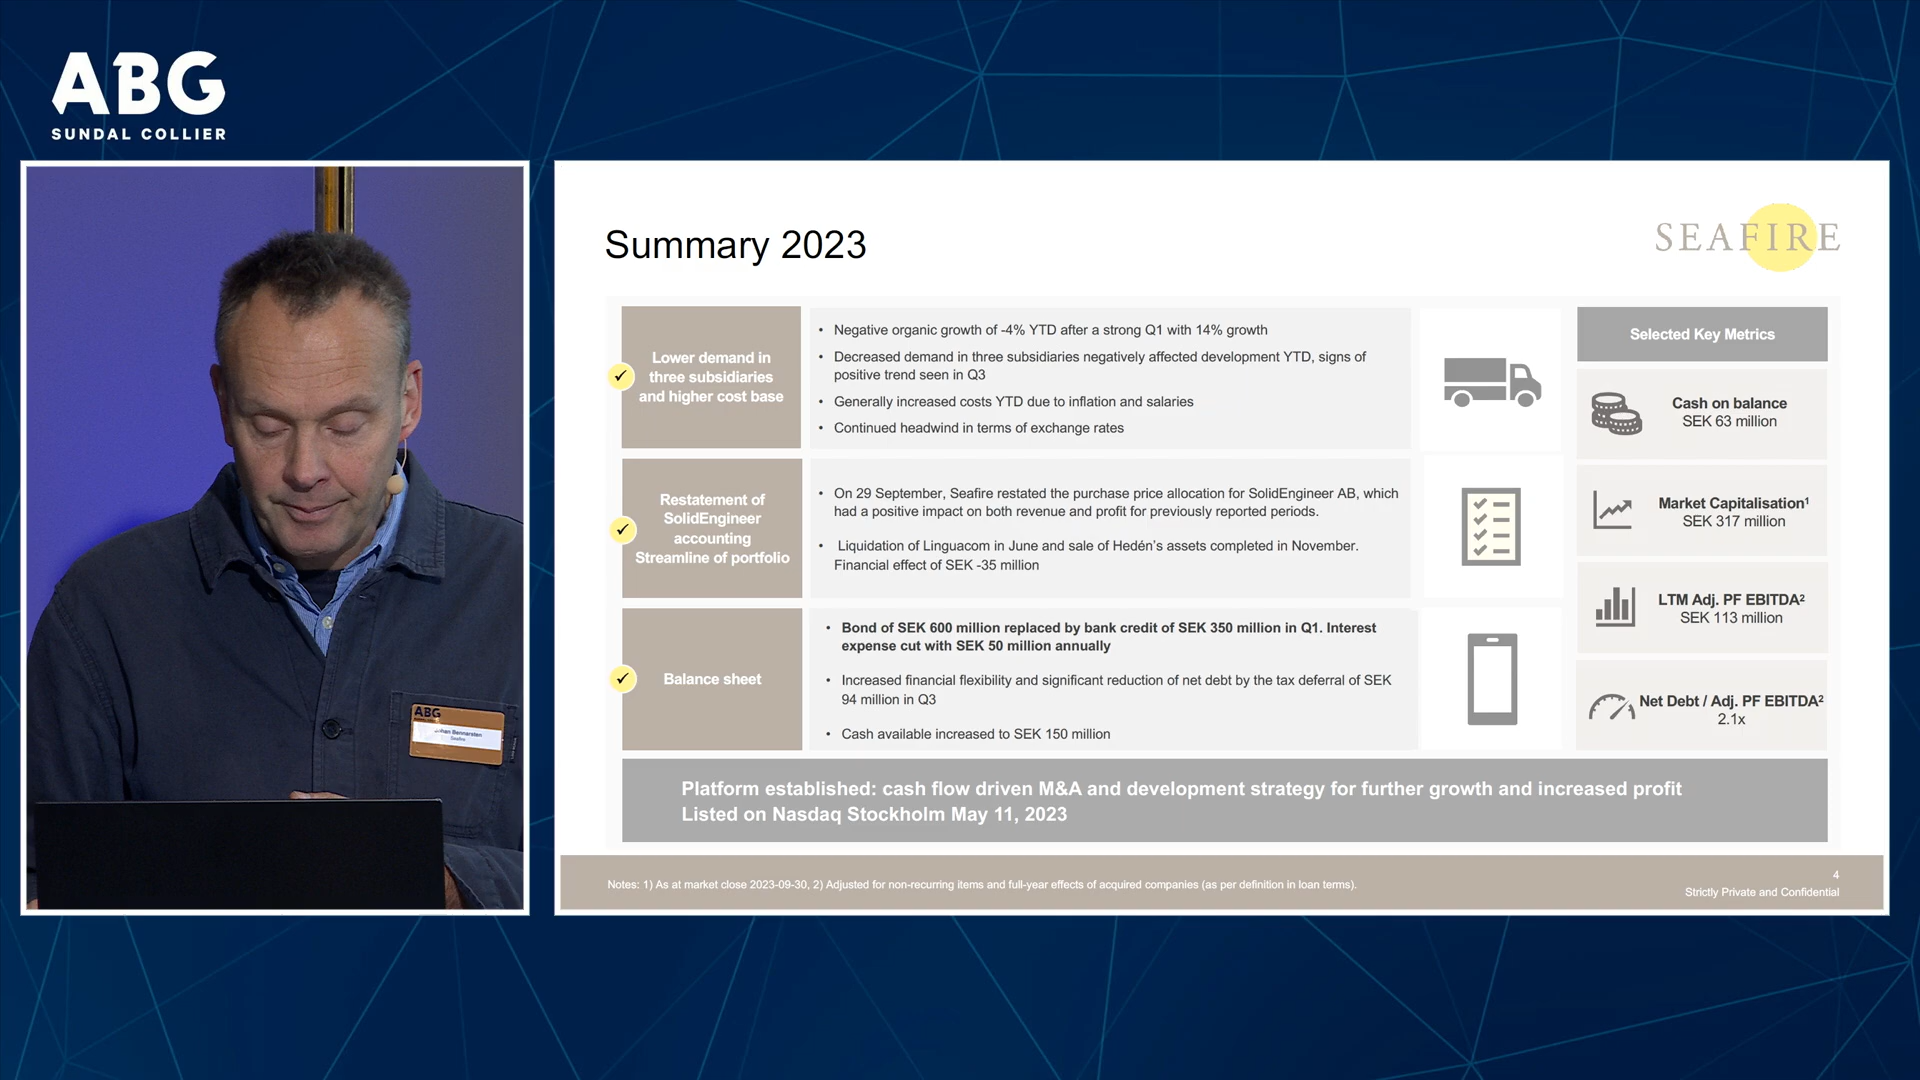 ABG
SUNDAL COLLIER
ABG
Bennarsten
Seafire
Summary 2023
SEAFIRE
Lower demand in
three subsidiaries
and higher cost base
• Negative organic growth of -4% YTD after a strong Q1 with 14% growth
• Decreased demand in three subsidiaries negatively affected development YTD, signs of
positive trend seen in Q3
• Generally increased costs YTD due to inflation and salaries
• Continued headwind in terms of exchange rates
Restatement of
SolidEngineer
accounting
Streamline of portfolio
• On 29 September, Seafire restated the purchase price allocation for SolidEngineer AB, which
had a positive impact on both revenue and profit for previously reported periods.
• Liquidation of Linguacom in June and sale of Hedén's assets completed in November.
Financial effect of SEK -35 million
Balance sheet
• Bond of SEK 600 million replaced by bank credit of SEK 350 million in Q1. Interest
expense cut with SEK 50 million annually
• Increased financial flexibility and significant reduction of net debt by the tax deferral of SEK
94 million in Q3
• Cash available increased to SEK 150 million
Selected Key Metrics
Cash on balance
SEK 63 million
Market Capitalisation¹
SEK 317 million
LTM Adj. PF EBITDA²
SEK 113 million
Net Debt / Adj. PF EBITDA²
2.1x
Platform established: cash flow driven M&A and development strategy for further growth and increased profit
Listed on Nasdaq Stockholm May 11, 2023
Notes: 1) As at market close 2023-09-30, 2) Adjusted for non-recurring items and full-year effects of acquired companies (as per definition in loan terms).
4
Strictly Private and Confidential